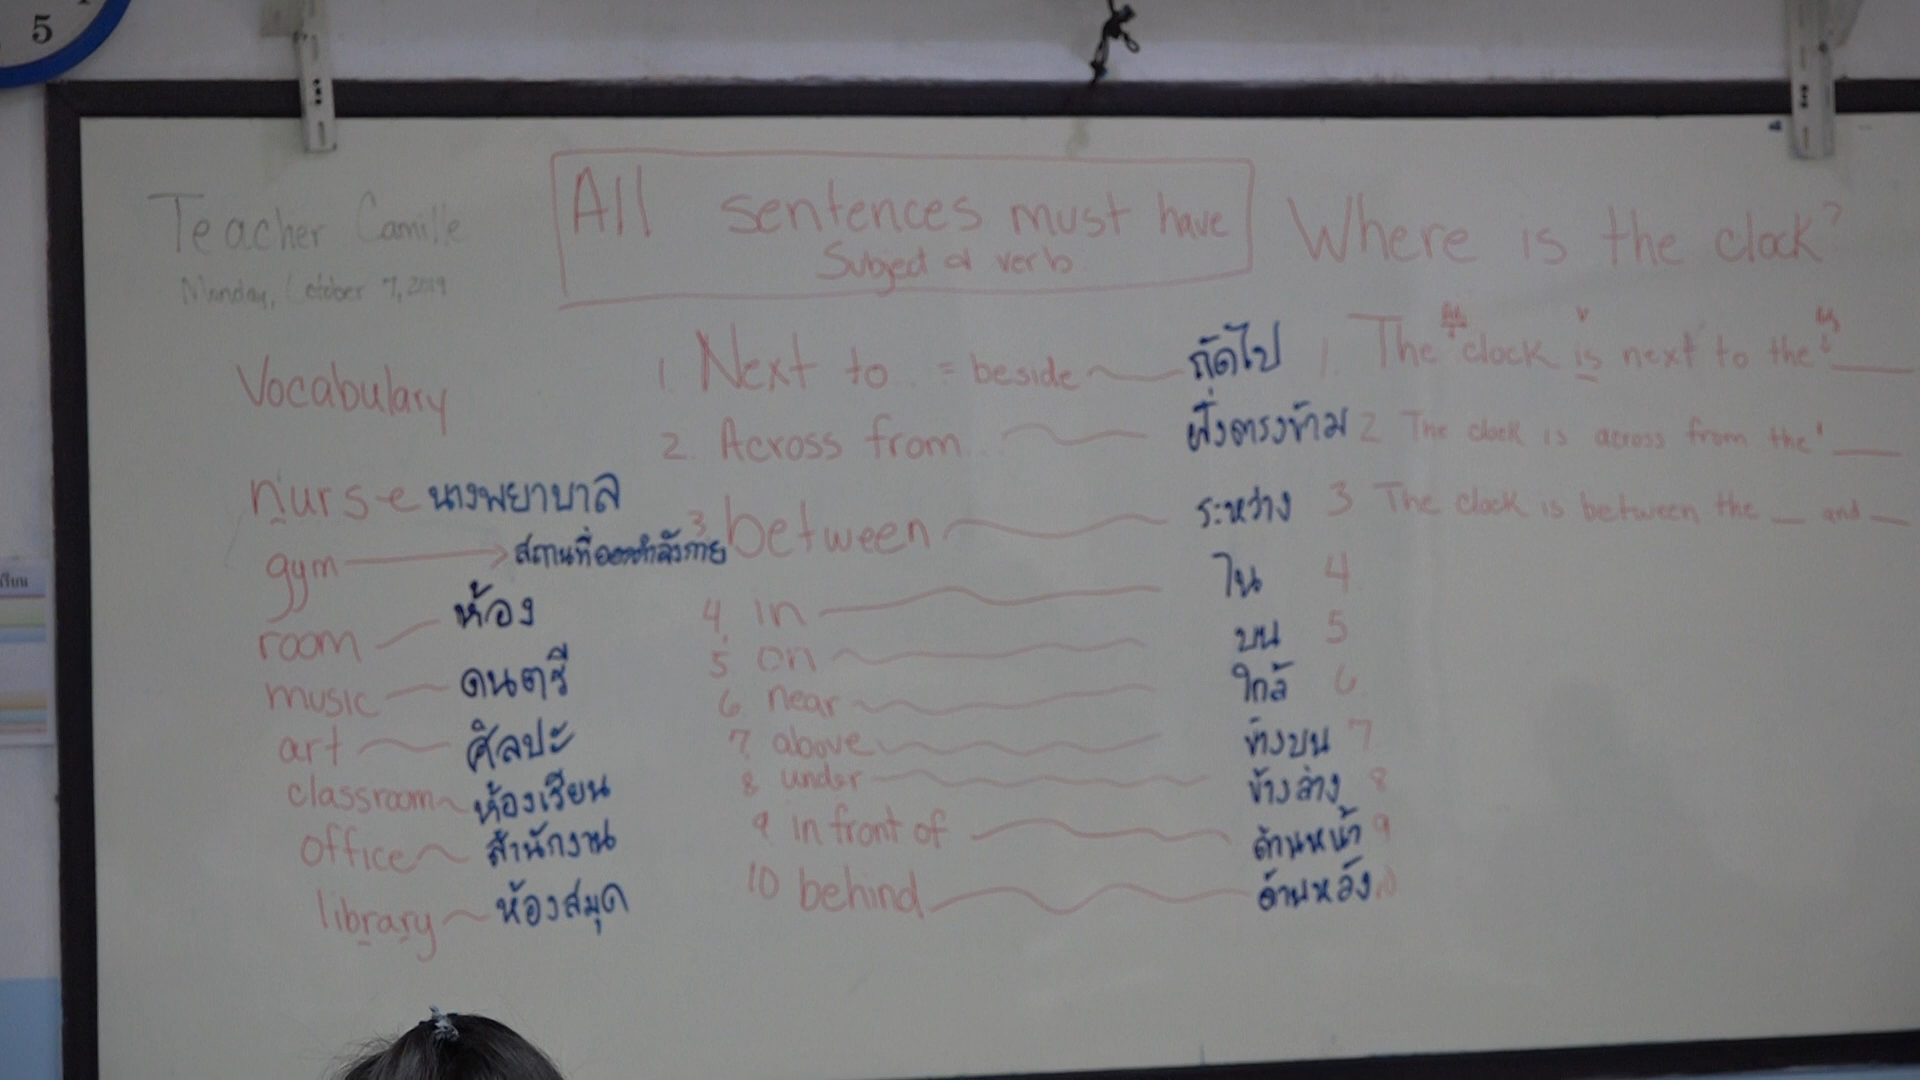 5
Teacher Camille
Monday, October 7, 2019
All sentences must have
Subject & verb
Where is the clock?
Vocabulary
nurse นางพยาบาล
gym สถานที่ออกกำลังกาย
room ห้อง
music ดนตรี
art ศิลปะ
classroom ห้องเรียน
office สำนักงาน
library ห้องสมุด
1 Next to = beside ถัดไป
2. Across from ฝั่งตรงข้าม
3 between ระหว่าง
4 in ใน 4
5 on บน 5
6 near ใกล้ 6
7 above ข้างบน 7
8 under ข้างล่าง 8
9 in front of ด้านหน้า 9
10 behind ด้านหลัง 10
1. The clock is next to the ___
2 The clock is across from the ___
3 The clock is between the _ and _
เรียน